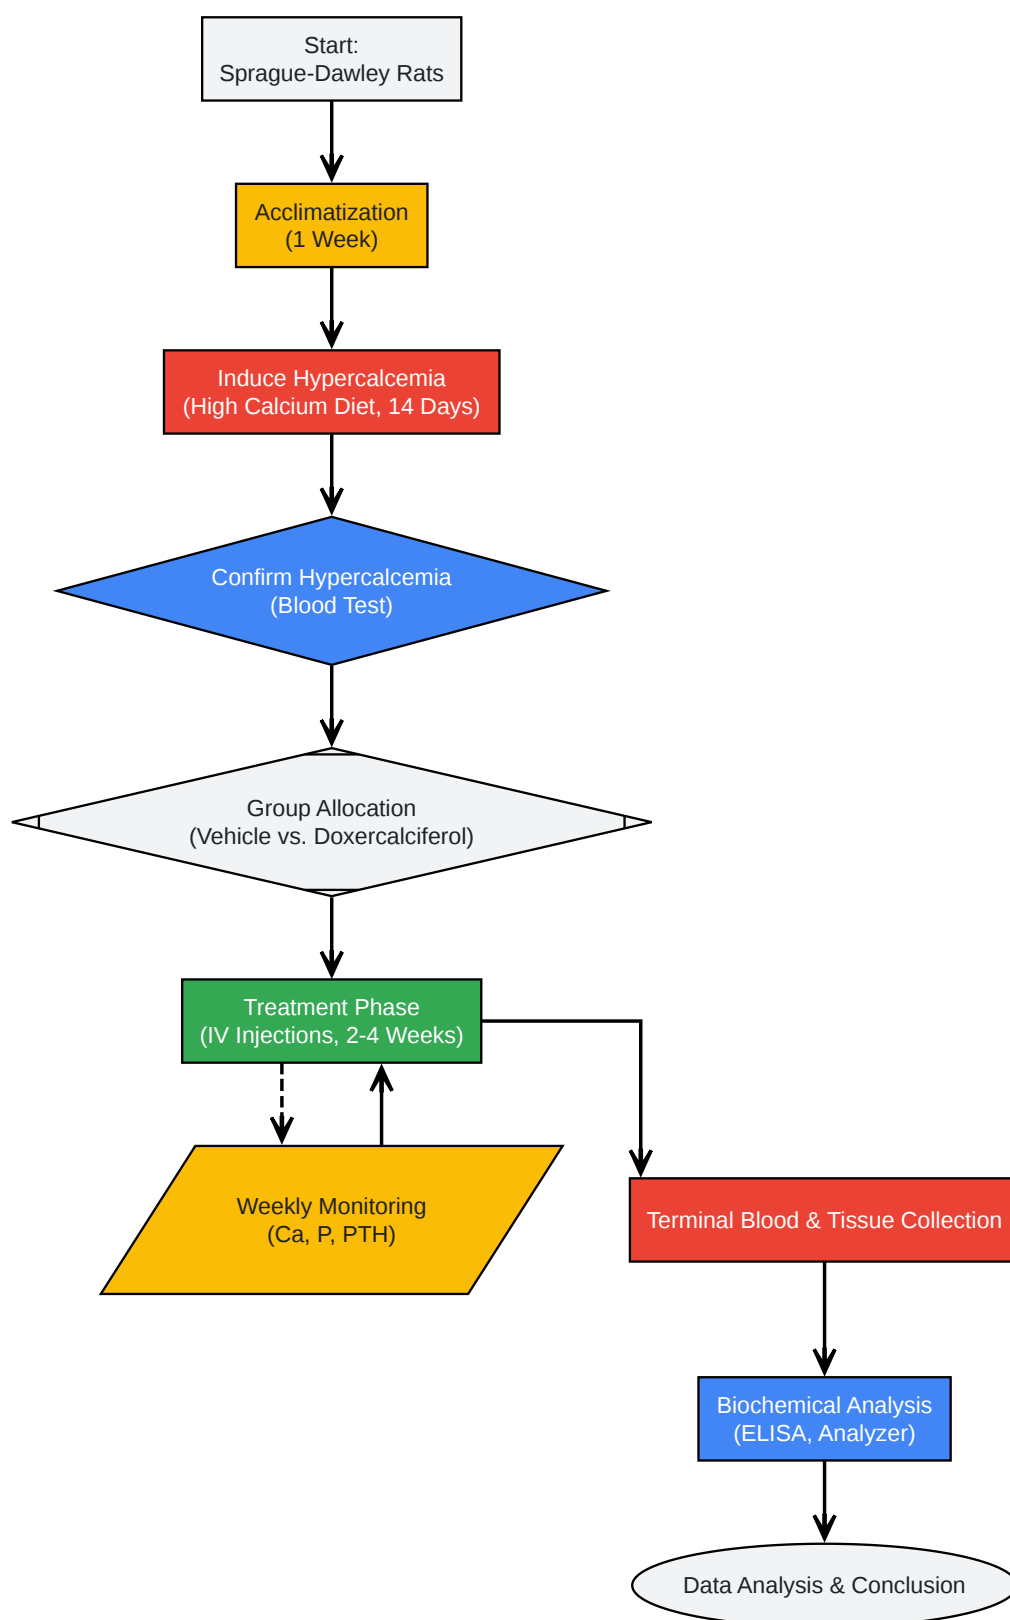 Start:
Sprague-Dawley Rats
Acclimatization
(1 Week)
Induce Hypercalcemia
(High Calcium Diet, 14 Days)
Confirm Hypercalcemia
(Blood Test)
Group Allocation
(Vehicle vs. Doxercalciferol)
Treatment Phase
(IV Injections, 2-4 Weeks)
Weekly Monitoring
(Ca, P, PTH)
Terminal Blood & Tissue Collection
Biochemical Analysis
(ELISA, Analyzer)
Data Analysis & Conclusion